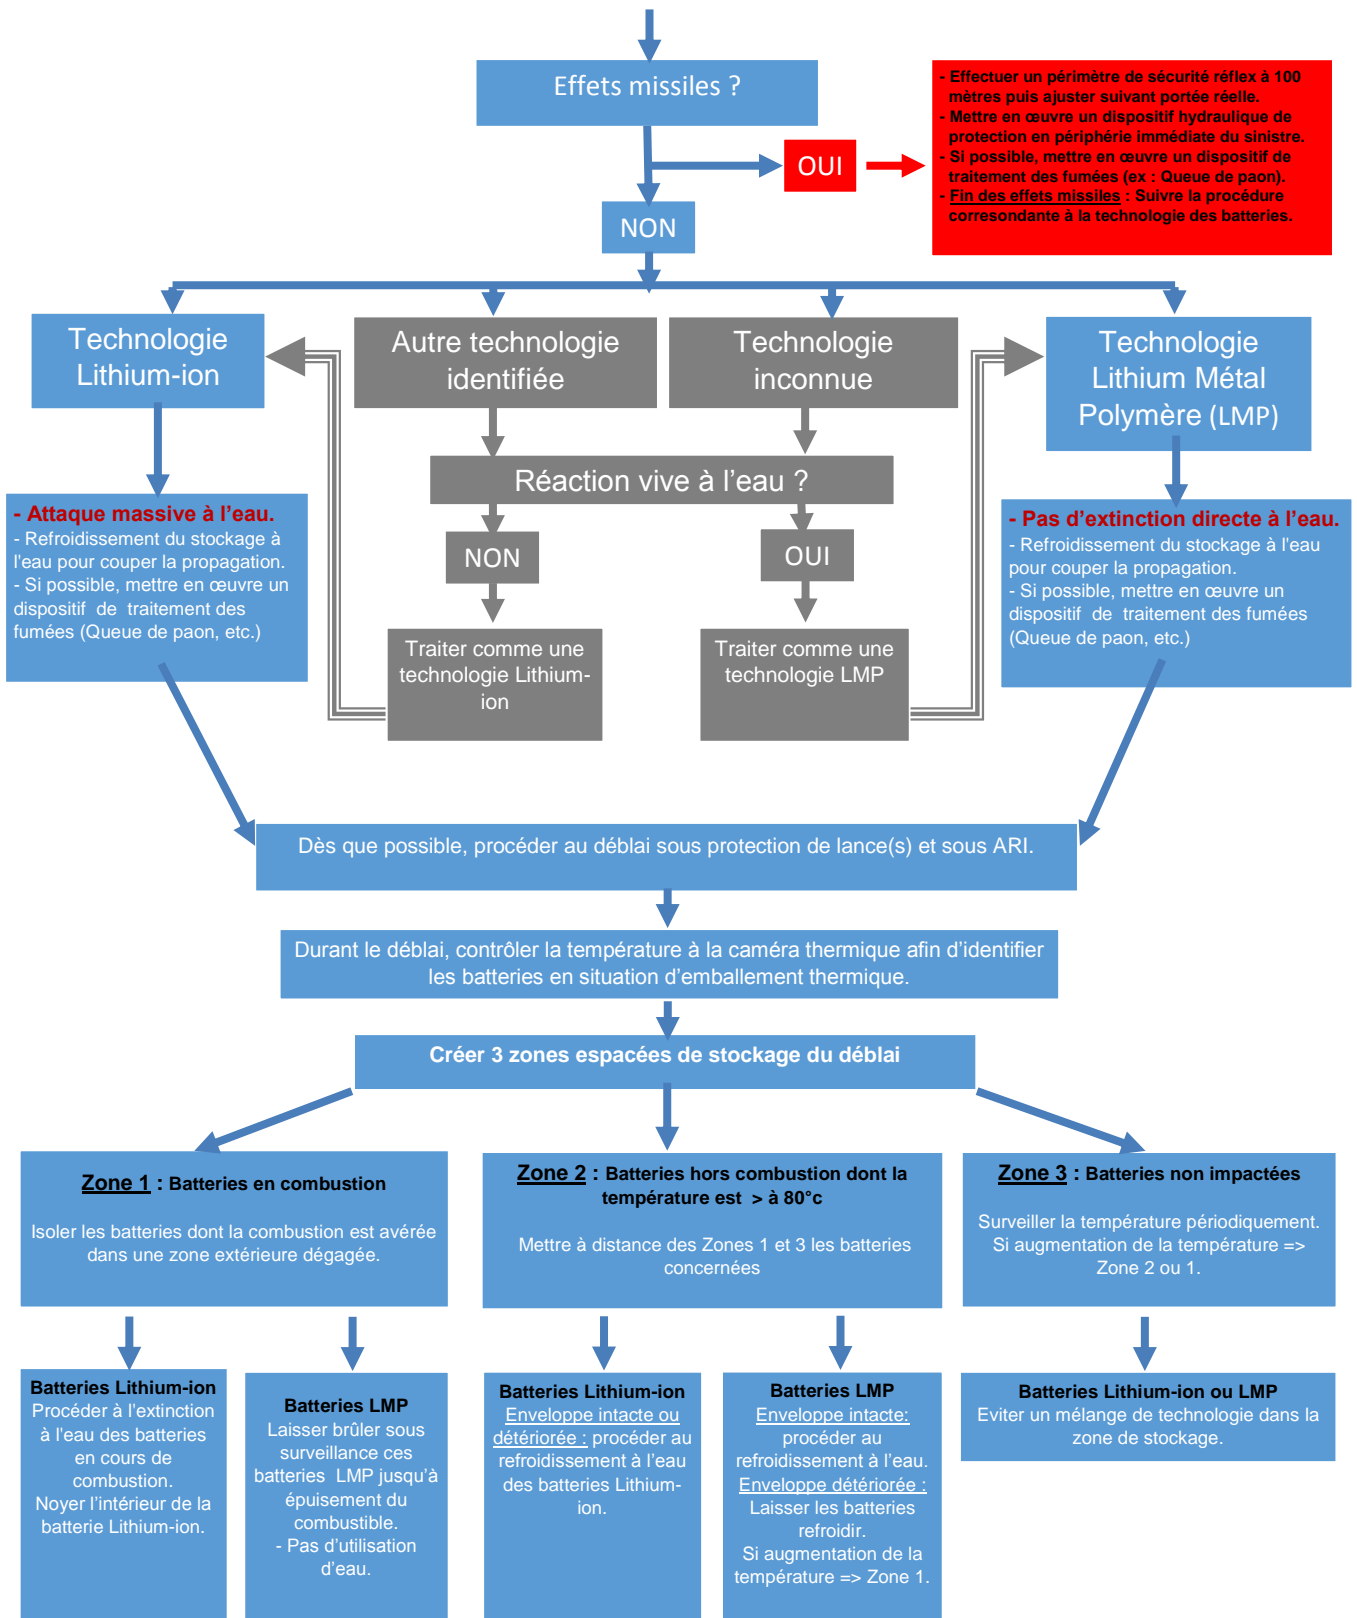 Effets missiles ?
- Effectuer un périmètre de sécurité réflex à 100
mètres puis ajuster suivant portée réelle.
- Mettre en œuvre un dispositif hydraulique de
protection en périphérie immédiate du sinistre.
- Si possible, mettre en œuvre un dispositif de
traitement des fumées (ex : Queue de paon).
- Fin des effets missiles : Suivre la procédure
corresondante à la technologie des batteries.
OUI
NON
Technologie
Lithium-ion
Autre technologie
identifiée
Technologie
inconnue
Technologie
Lithium Métal
Polymère (LMP)
Réaction vive à l’eau ?
NON
OUI
- Attaque massive à l’eau.
- Refroidissement du stockage à
l'eau pour couper la propagation.
- Si possible, mettre en œuvre un
dispositif de traitement des
fumées (Queue de paon, etc.)
Traiter comme une
technologie Lithium-
ion
Traiter comme une
technologie LMP
- Pas d’extinction directe à l’eau.
- Refroidissement du stockage à l'eau
pour couper la propagation.
- Si possible, mettre en œuvre un
dispositif de traitement des fumées
(Queue de paon, etc.)
Dès que possible, procéder au déblai sous protection de lance(s) et sous ARI.
Durant le déblai, contrôler la température à la caméra thermique afin d’identifier
les batteries en situation d’emballement thermique.
Créer 3 zones espacées de stockage du déblai
Zone 1 : Batteries en combustion
Isoler les batteries dont la combustion est avérée
dans une zone extérieure dégagée.
Zone 2 : Batteries hors combustion dont la
température est > à 80°c
Mettre à distance des Zones 1 et 3 les batteries
concernées
Zone 3 : Batteries non impactées
Surveiller la température périodiquement.
Si augmentation de la température =>
Zone 2 ou 1.
Batteries Lithium-ion
Procéder à l'extinction
à l'eau des batteries
en cours de
combustion.
Noyer l’intérieur de la
batterie Lithium-ion.
Batteries LMP
Laisser brûler sous
surveillance ces
batteries LMP jusqu’à
épuisement du
combustible.
- Pas d’utilisation
d’eau.
Batteries Lithium-ion
Enveloppe intacte ou
détériorée : procéder au
refroidissement à l'eau
des batteries Lithium-
ion.
Batteries LMP
Enveloppe intacte:
procéder au
refroidissement à l'eau.
Enveloppe détériorée :
Laisser les batteries
refroidir.
Si augmentation de la
température => Zone 1.
Batteries Lithium-ion ou LMP
Eviter un mélange de technologie dans la
zone de stockage.